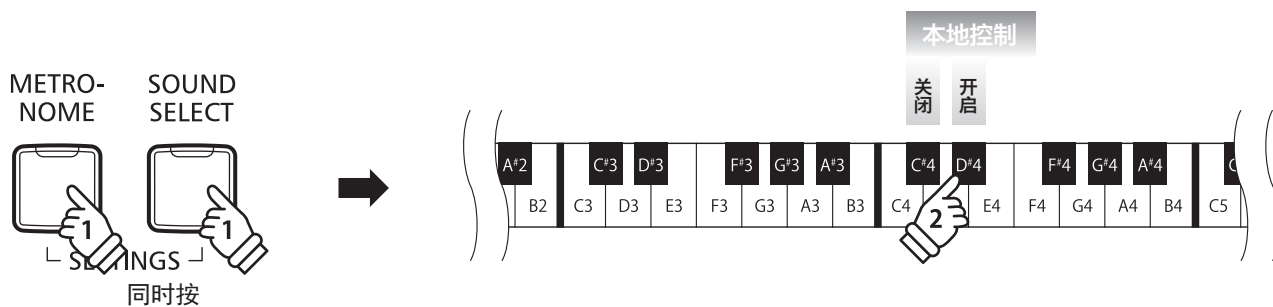 本地控制
关闭 开启
METRO-
NOME
SOUND
SELECT
A#2 C#3 D#3 F#3 G#3 A#3 C#4 D#4 F#4 G#4 A#4
B2 C3 D3 E3 F3 G3 A3 B3 C4 E4 F4 G4 A4 B4 C5
1 1 2
同时按